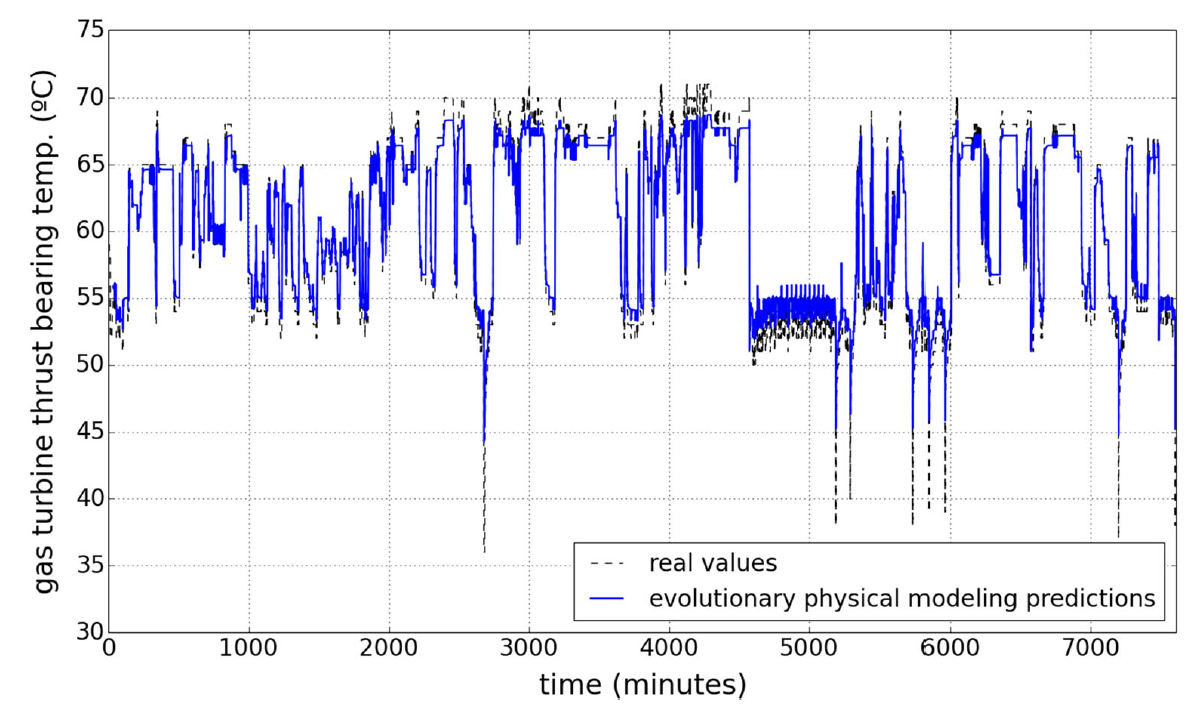 gas turbine thrust bearing temp. (ºC)
75
70
65
60
55
50
45
40
35
30
real values
evolutionary physical modeling predictions
0 1000 2000 3000 4000 5000 6000 7000
time (minutes)